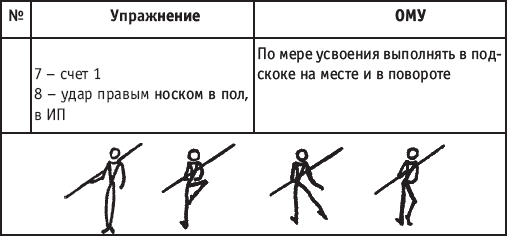 № Упражнение ОМУ
7 – счет 1
8 – удар правым носком в пол,
в ИП
По мере усвоения выполнять в под-
скоке на месте и в повороте